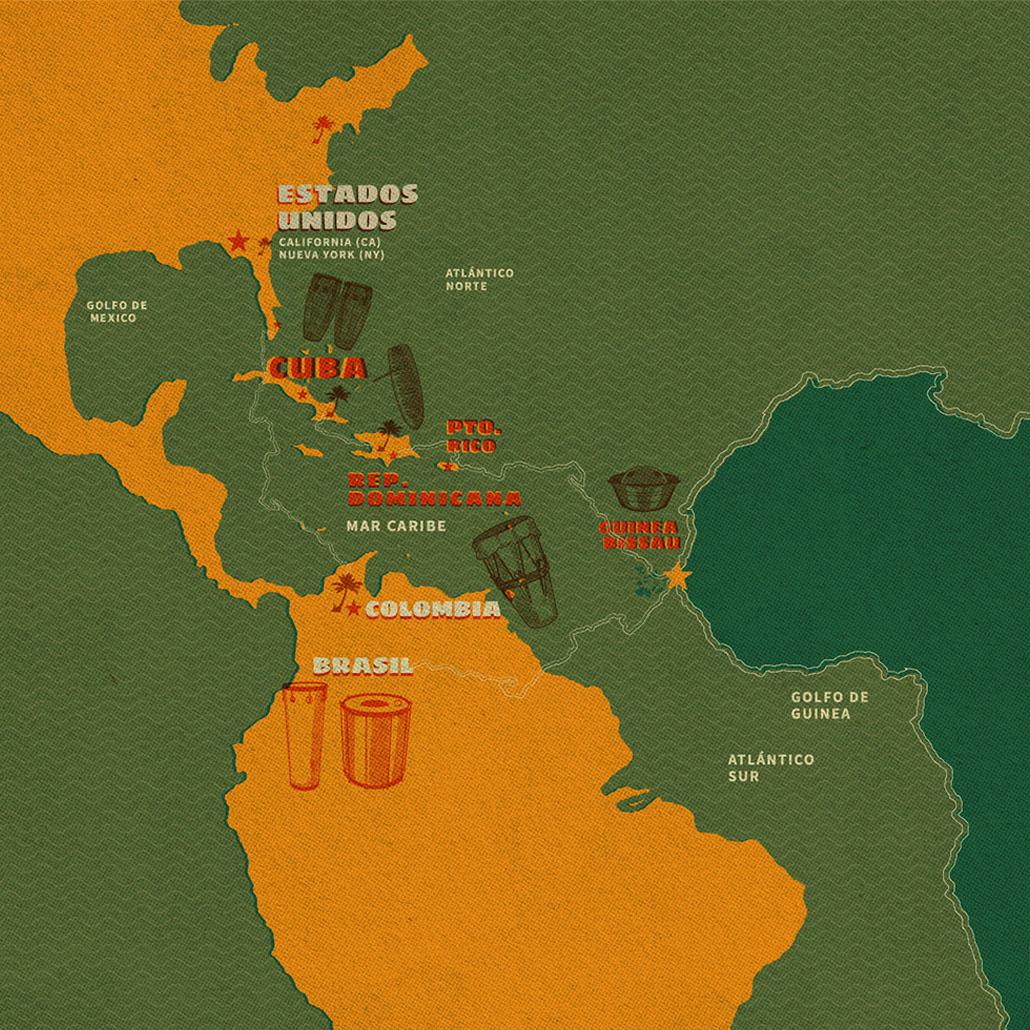 ESTADOS
UNIDOS
CALIFORNIA (CA)
NUEVA YORK (NY)
ATLÁNTICO
NORTE
GOLFO DE
MEXICO
CUBA
PTO.
RICO
REP.
DOMINICANA
MAR CARIBE
GUINEA
BISSAU
COLOMBIA
BRASIL
GOLFO DE
GUINEA
ATLÁNTICO
SUR